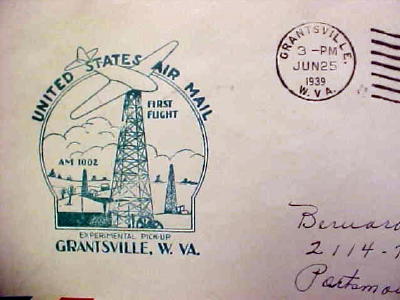 UNITED STATES AIR MAIL
FIRST
FLIGHT
AM 1002
EXPERIMENTAL PICK-UP
GRANTSVILLE, W. VA.
GRANTSVILLE.
3-PM
JUN 25
1939
W. VA.
2114-